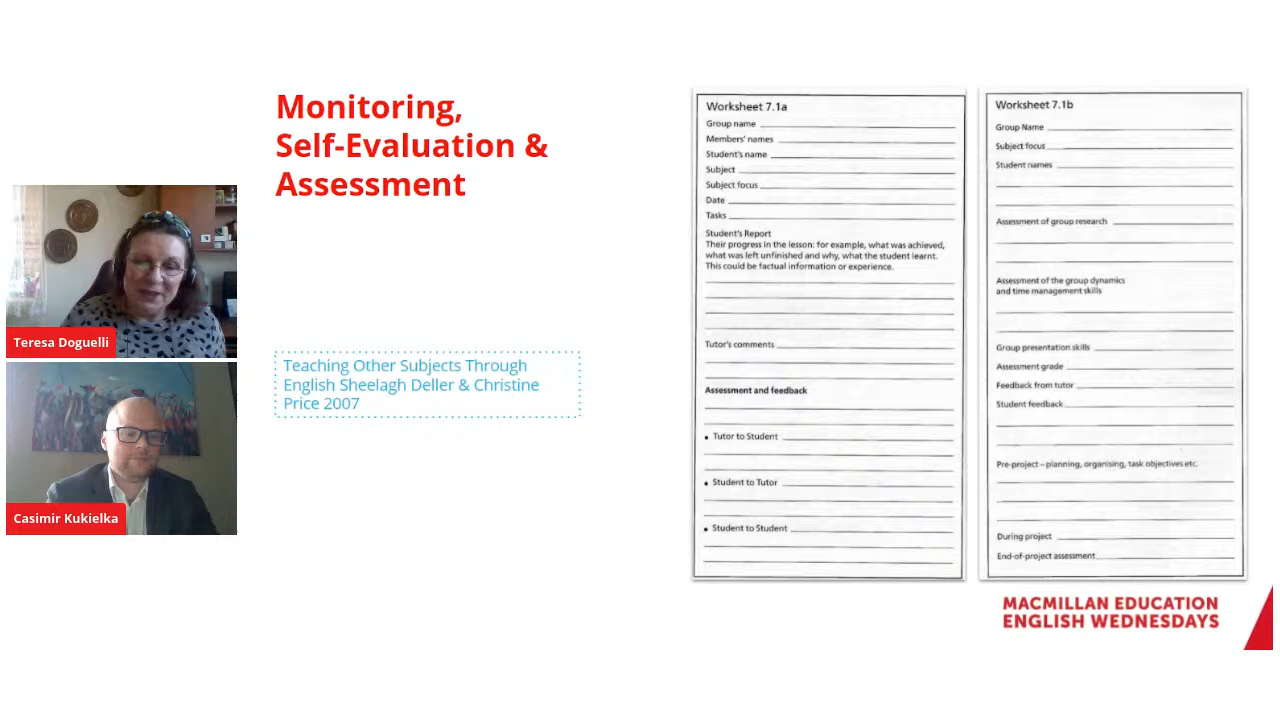 Monitoring,
Self-Evaluation &
Assessment
Teresa Doguelli
Casimir Kukielka
Teaching Other Subjects Through
English Sheelagh Deller & Christine
Price 2007
Worksheet 7.1a
Group name
Members' names
Student's name
Subject
Subject focus
Date
Tasks
Student's Report
Their progress in the lesson: for example, what was achieved,
what was left unfinished and why, what the student learnt.
This could be factual information or experience.
Tutor's comments
Assessment and feedback
• Tutor to Student
• Student to Tutor
• Student to Student
Worksheet 7.1b
Group Name
Subject focus
Student names
Assessment of group research
Assessment of the group dynamics
and time management skills
Group presentation skills
Assessment grade
Feedback from tutor
Student feedback
Pre-project – planning, organising, task objectives etc.
During project
End-of-project assessment
MACMILLAN EDUCATION
ENGLISH WEDNESDAYS